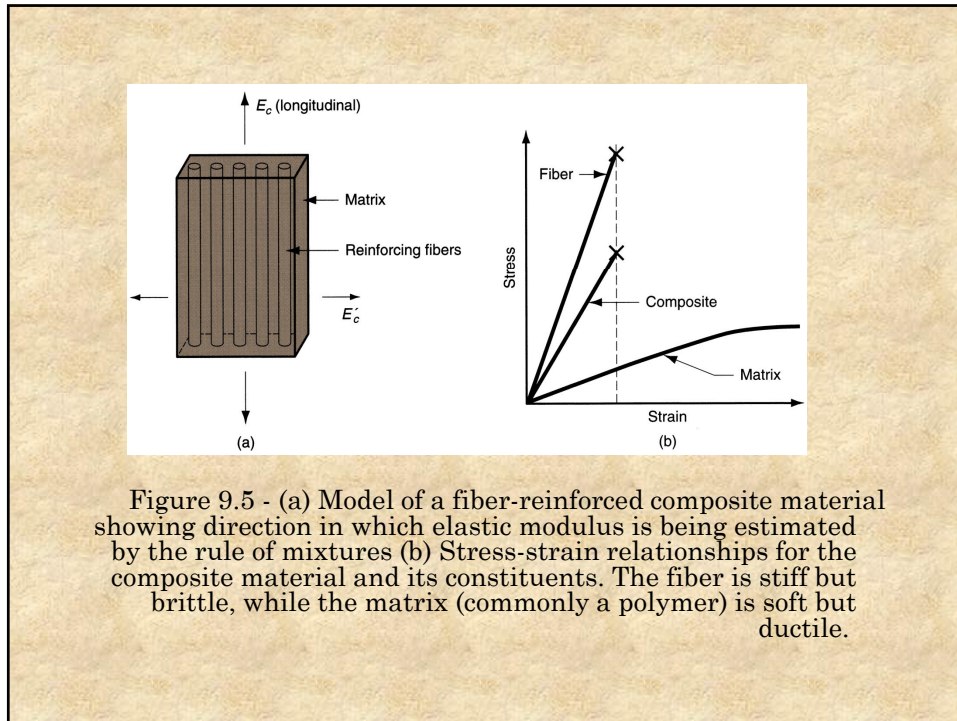 E_c (longitudinal)
Matrix
Reinforcing fibers
E'_c
(a)
Stress
Fiber
Composite
Matrix
Strain
(b)
Figure 9.5 - (a) Model of a fiber-reinforced composite material
showing direction in which elastic modulus is being estimated
by the rule of mixtures (b) Stress-strain relationships for the
composite material and its constituents. The fiber is stiff but
brittle, while the matrix (commonly a polymer) is soft but
ductile.